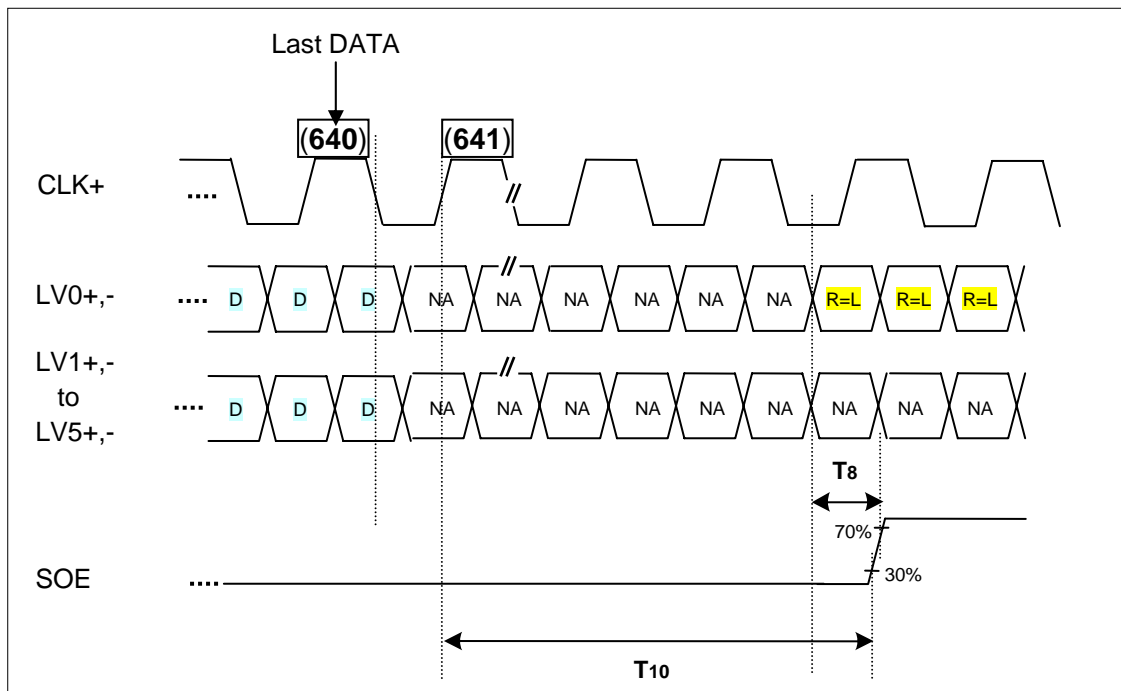 Last DATA
(640) (641)
CLK+ ....
//
//
LV0+,- .... D D D NA NA NA NA NA NA R=L R=L R=L
//
LV1+,-
to
LV5+,-
.... D D D NA NA NA NA NA NA NA NA NA
T8
70%
SOE ....
30%
T10